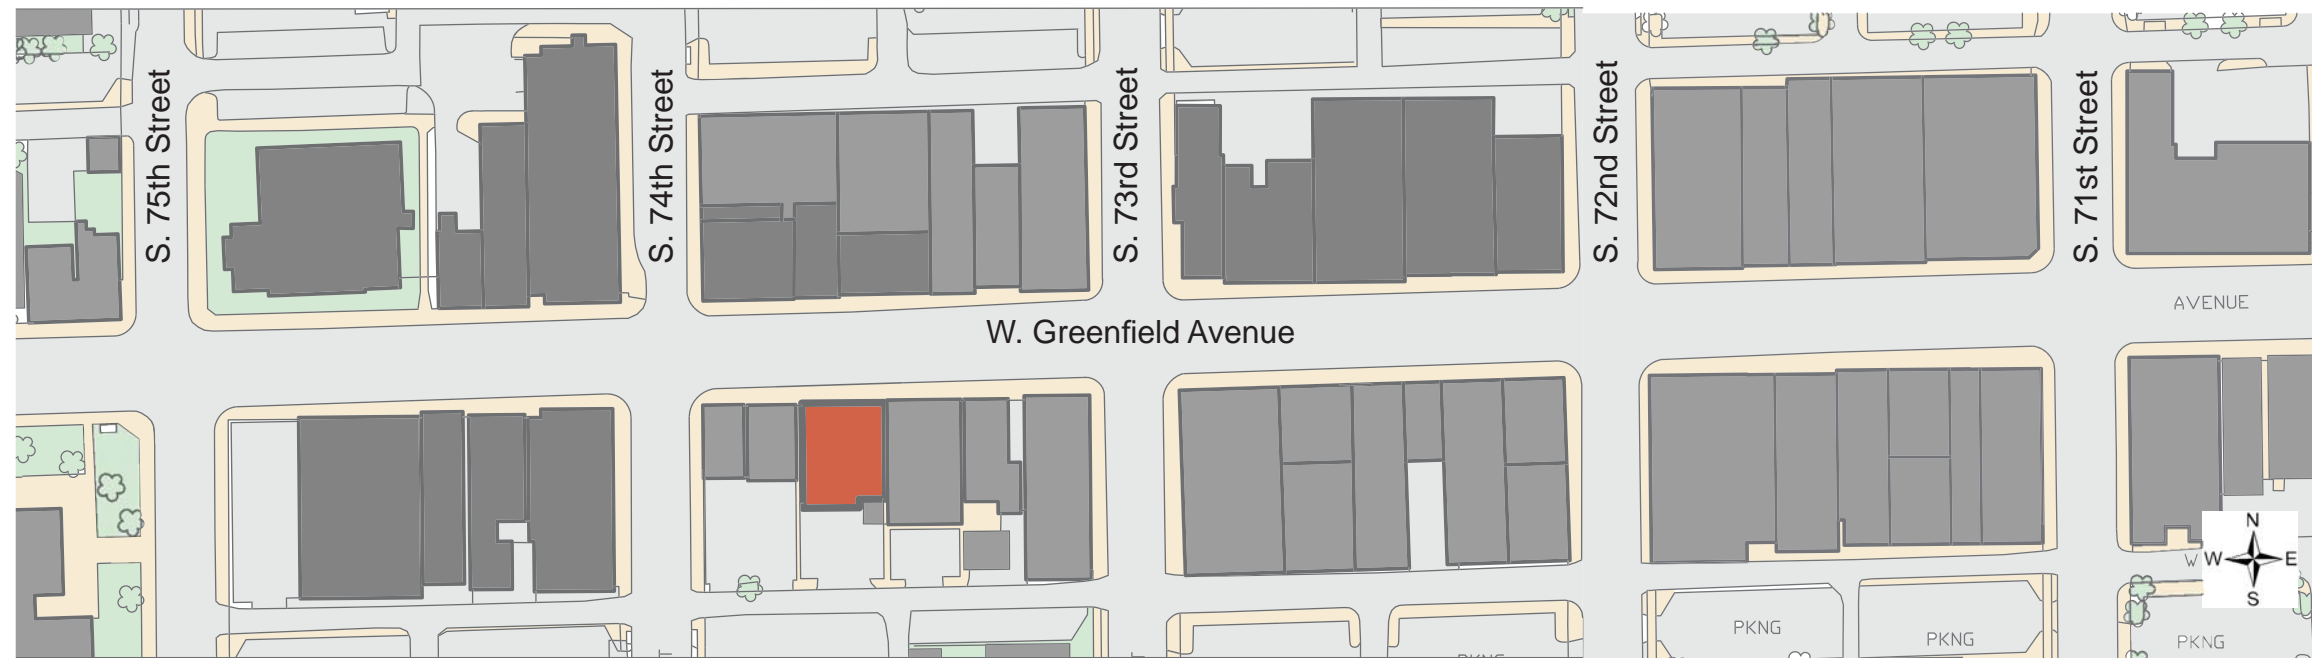 S. 75th Street
S. 74th Street
S. 73rd Street
S. 72nd Street
S. 71st Street
AVENUE
W. Greenfield Avenue
N
W
W
E
S
PKNG
PKNG
PKNG